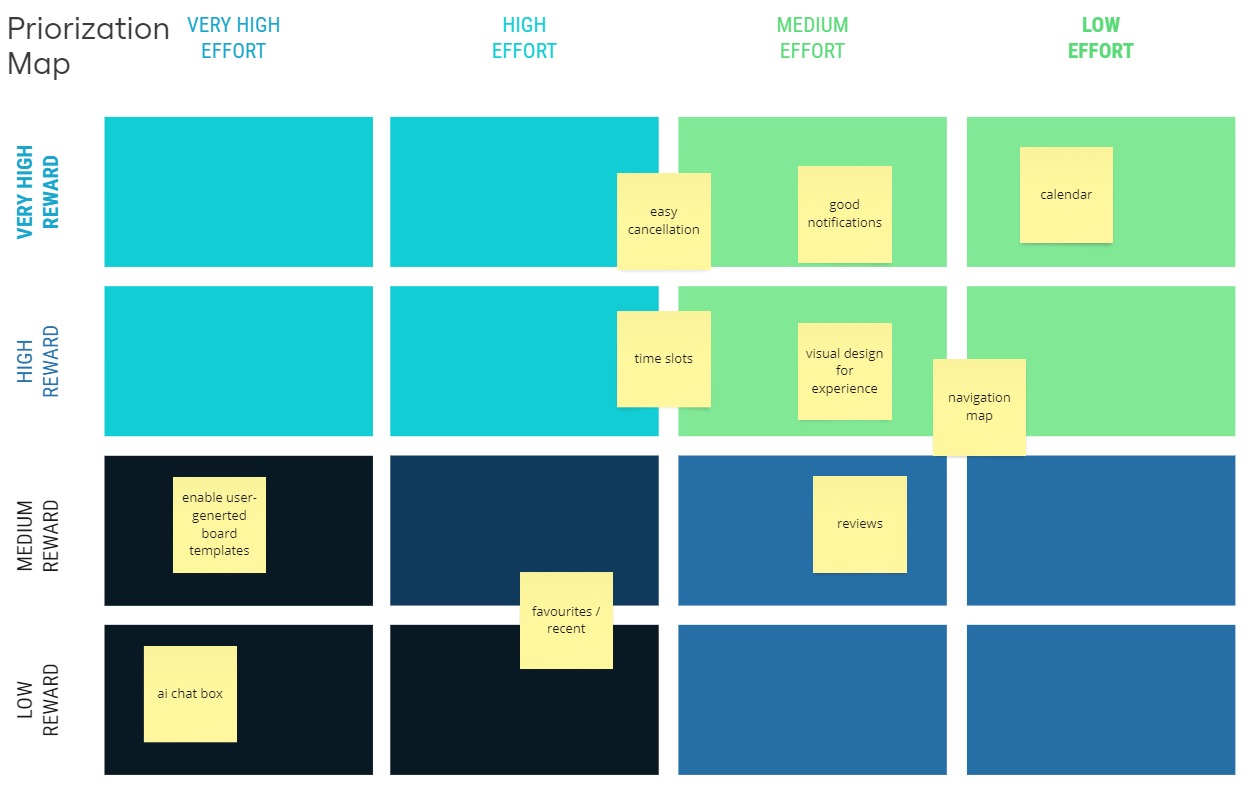 Priorization
Map
VERY HIGH
EFFORT
HIGH
EFFORT
MEDIUM
EFFORT
LOW
EFFORT
VERY HIGH
REWARD
easy
cancellation
good
notifications
calendar
HIGH
REWARD
time slots
visual design
for
experience
navigation
map
MEDIUM
REWARD
enable user-
generted
board
templates
reviews
favourites /
recent
LOW
REWARD
ai chat box